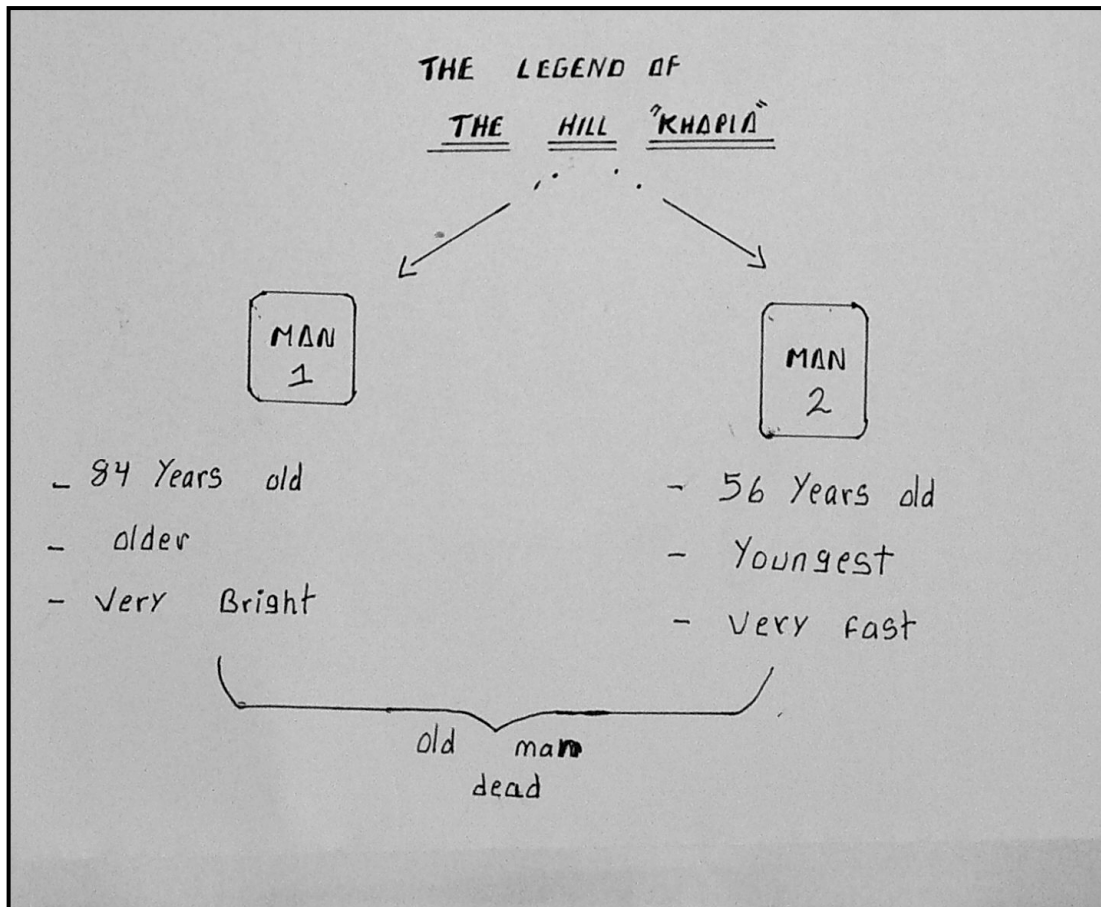 THE LEGEND OF
THE HILL "KHAPIA"
MAN
1
MAN
2
- 84 Years old
- older
- Very Bright
- 56 Years old
- Youngest
- Very Fast
old man
dead